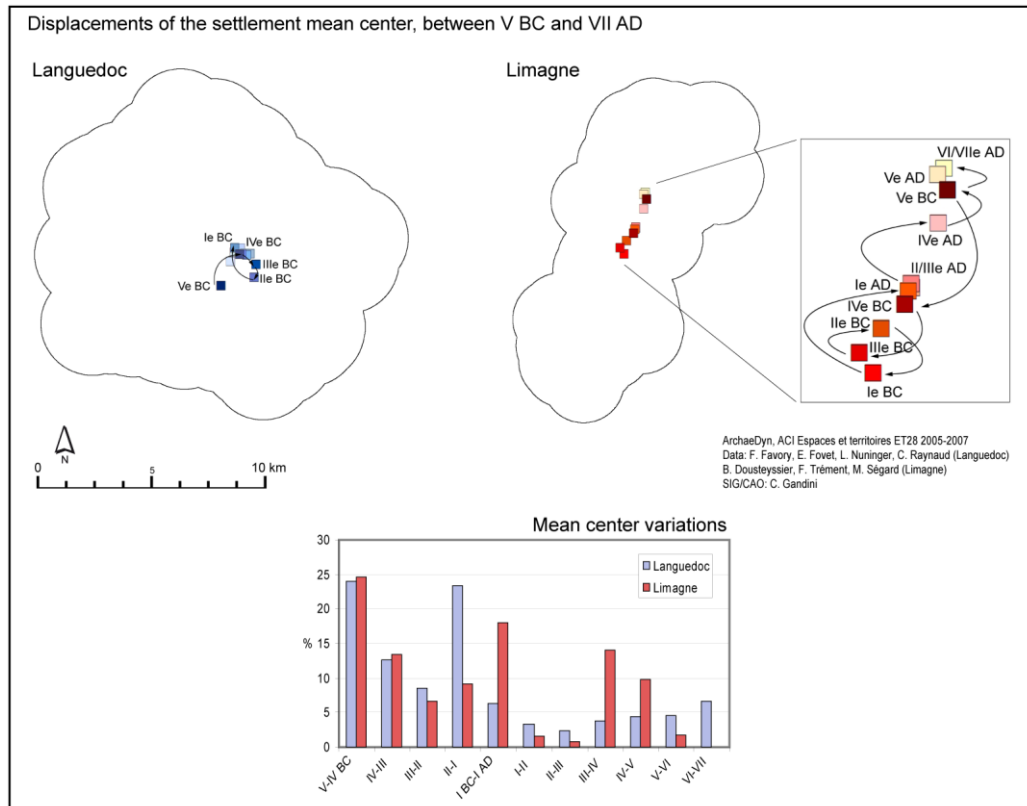 Displacements of the settlement mean center, between V BC and VII AD
Languedoc
Limagne
Ie BC
IVe BC
IIIe BC
IIe BC
Ve BC
VI/VIIe AD
Ve AD
Ve BC
IVe AD
II/IIIe AD
Ie AD
IVe BC
IIe BC
IIIe BC
Ie BC
N
0 5 10 km
ArchaeDyn, ACI Espaces et territoires ET28 2005-2007
Data: F. Favory, E. Fovet, L. Nuninger, C. Raynaud (Languedoc)
B. Dousteyssier, F. Trément, M. Ségard (Limagne)
SIG/CAO: C. Gandini
Mean center variations
30
25
20
15
10
5
0
%
Languedoc
Limagne
V-IV BC
IV-III
III-II
II-I
I BC-I AD
I-II
II-III
III-IV
IV-V
V-VI
VI-VII